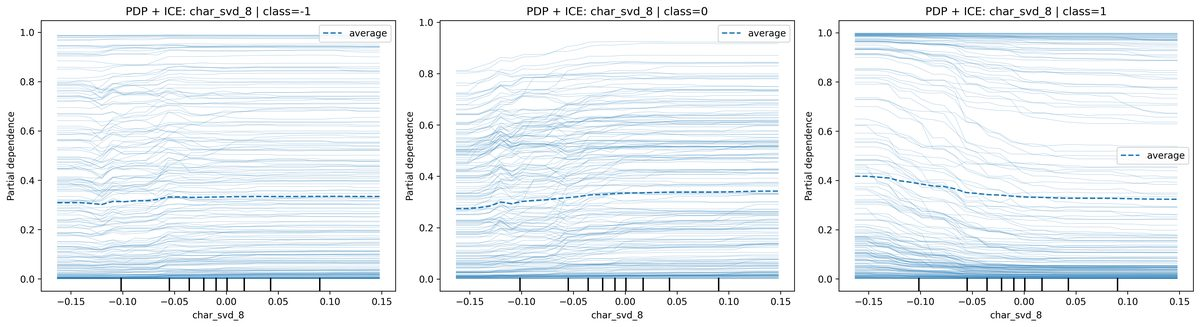 PDP + ICE: char_svd_8 | class=-1
Partial dependence
1.0
0.8
0.6
0.4
0.2
0.0
average
−0.15 −0.10 −0.05 0.00 0.05 0.10 0.15
char_svd_8
PDP + ICE: char_svd_8 | class=0
Partial dependence
1.0
0.8
0.6
0.4
0.2
0.0
average
−0.15 −0.10 −0.05 0.00 0.05 0.10 0.15
char_svd_8
PDP + ICE: char_svd_8 | class=1
Partial dependence
1.0
0.8
0.6
0.4
0.2
0.0
average
−0.15 −0.10 −0.05 0.00 0.05 0.10 0.15
char_svd_8